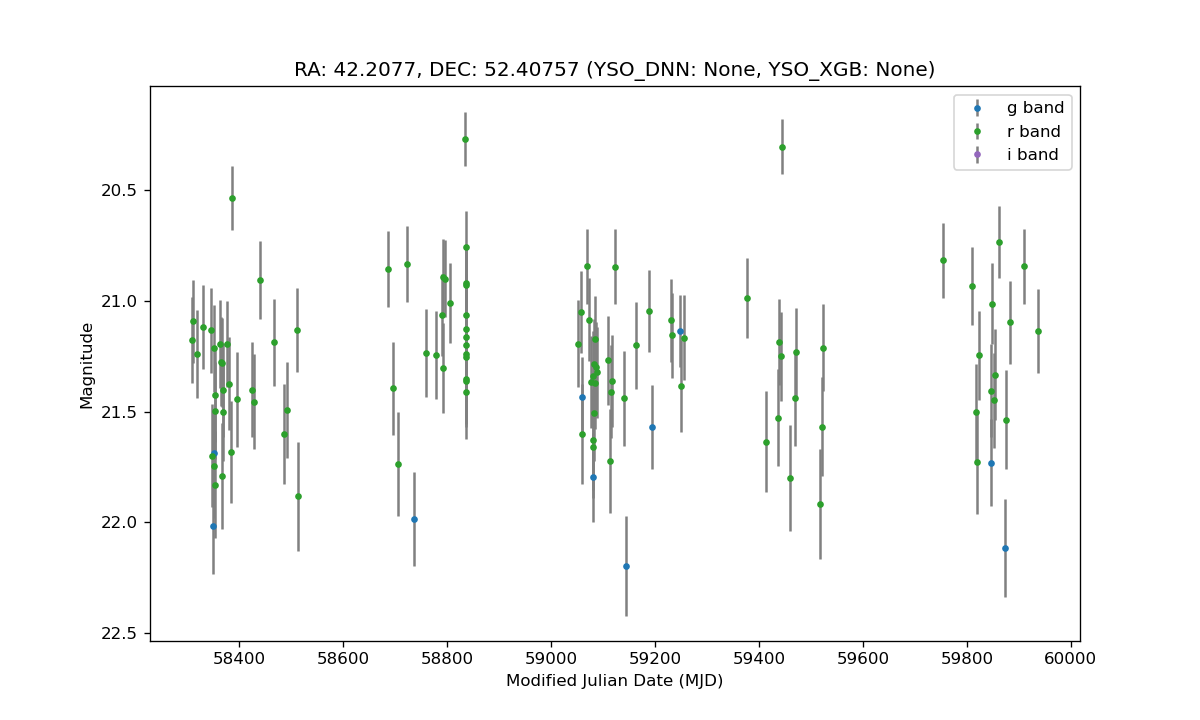 RA: 42.2077, DEC: 52.40757 (YSO_DNN: None, YSO_XGB: None)
g band
r band
i band
20.5
21.0
21.5
22.0
22.5
Magnitude
58400 58600 58800 59000 59200 59400 59600 59800 60000
Modified Julian Date (MJD)